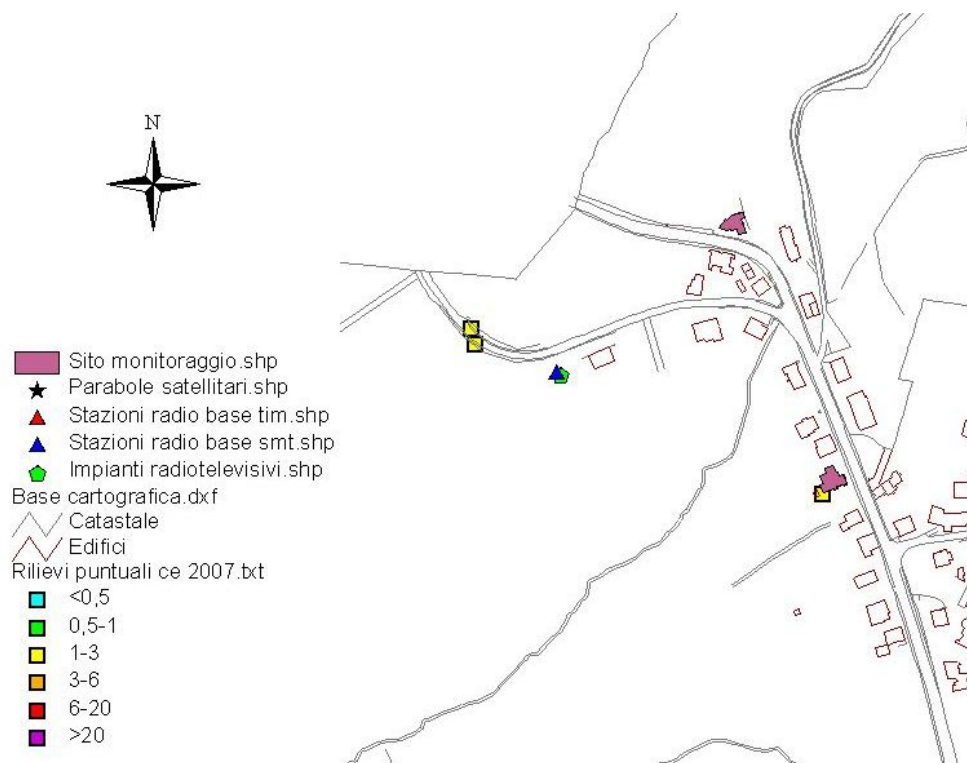 N
Sito monitoraggio.shp
Parabole satellitari.shp
Stazioni radio base tim.shp
Stazioni radio base smt.shp
Impianti radiotelevisivi.shp
Base cartografica.dxf
Catastale
Edifici
Rilievi puntuali ce 2007.txt
<0,5
0,5-1
1-3
3-6
6-20
>20